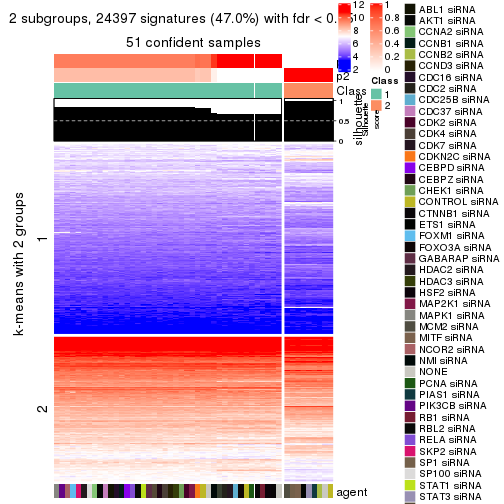 2 subgroups, 24397 signatures (47.0%) with fdr < 0.
51 confident samples
p2
Class
silhouette
1
0.5
0
k-means with 2 groups
1
2
agent
12
10
8
6
4
2
1
0.8
0.6
0.4
0.2
0
Class
1
2
Silhouette
score
ABL1 siRNA
AKT1 siRNA
CCNA2 siRNA
CCNB1 siRNA
CCNB2 siRNA
CCND3 siRNA
CDC16 siRNA
CDC2 siRNA
CDC25B siRNA
CDC37 siRNA
CDK2 siRNA
CDK4 siRNA
CDK7 siRNA
CDKN2C siRNA
CEBPD siRNA
CEBPZ siRNA
CHEK1 siRNA
CONTROL siRNA
CTNNB1 siRNA
ETS1 siRNA
FOXM1 siRNA
FOXO3A siRNA
GABARAP siRNA
HDAC2 siRNA
HDAC3 siRNA
HSF2 siRNA
MAP2K1 siRNA
MAPK1 siRNA
MCM2 siRNA
MITF siRNA
NCOR2 siRNA
NMI siRNA
NONE
PCNA siRNA
PIAS1 siRNA
PIK3CB siRNA
RB1 siRNA
RBL2 siRNA
RELA siRNA
SKP2 siRNA
SP1 siRNA
SP100 siRNA
STAT1 siRNA
STAT3 siRNA